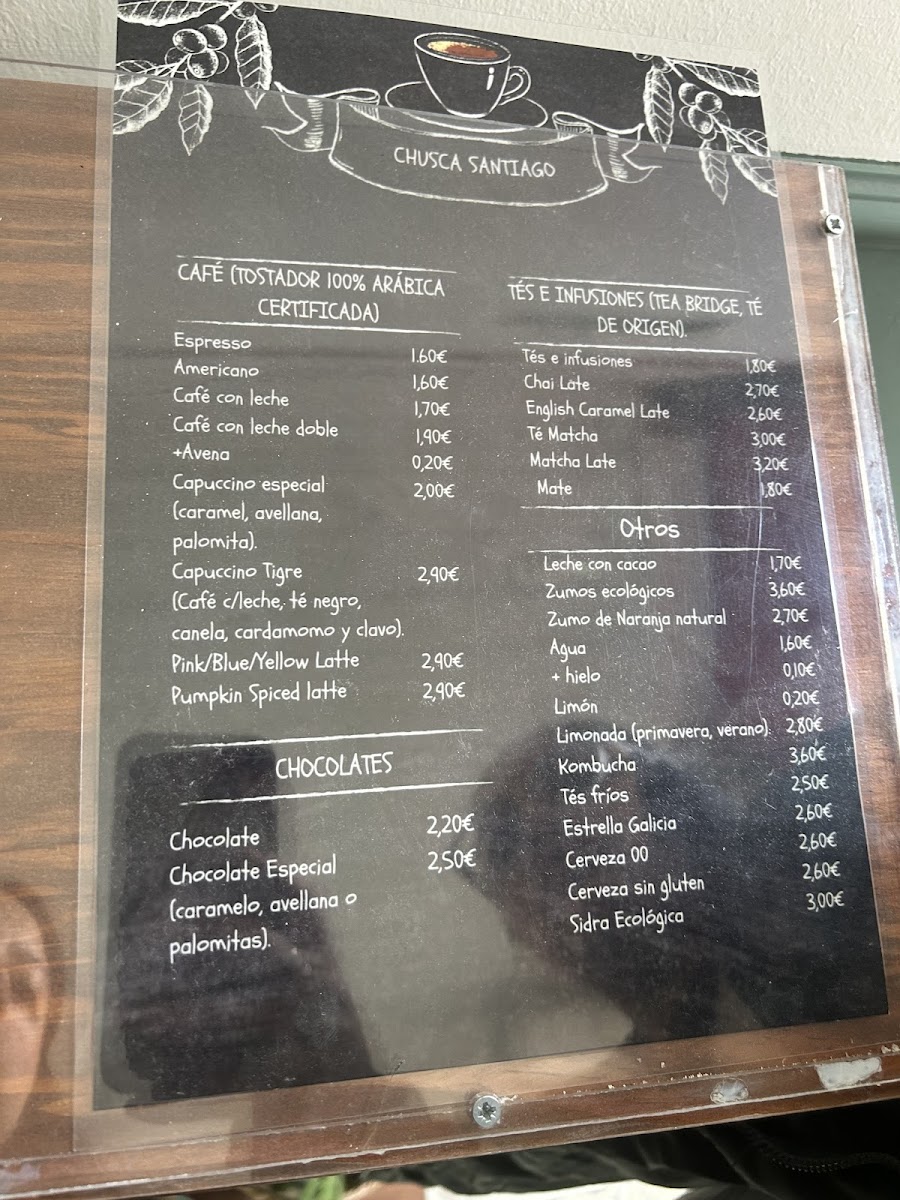 CHUSCA SANTIAGO
CAFÉ (TOSTADOR 100% ARÁBICA
CERTIFICADA)
Espresso 1.60€
Americano 1,60€
Café con leche 1,70€
Café con leche doble 1,90€
+Avena 0,20€
Capuccino especial 2,00€
(caramel, avellana,
palomita).
Capuccino Tigre 2,90€
(Café c/leche, té negro,
canela, cardamomo y clavo).
Pink/Blue/Yellow Latte 2,90€
Pumpkin Spiced latte 2,90€
CHOCOLATES
Chocolate 2,20€
Chocolate Especial 2,50€
(caramelo, avellana o
palomitas).
TÉS E INFUSIONES (TEA BRIDGE, TÉ
DE ORIGEN).
Tés e infusiones 1,80€
Chai Late 2,70€
English Caramel Late 2,60€
Té Matcha 3,00€
Matcha Late 3,20€
Mate 1,80€
Otros
Leche con cacao 1,70€
Zumos ecológicos 3,60€
Zumo de Naranja natural 2,70€
Agua 1,60€
+ hielo 0,10€
Limón 0,20€
Limonada (primavera, verano). 2,80€
Kombucha 3,60€
Tés fríos 2,50€
Estrella Galicia 2,60€
Cerveza 00 2,60€
Cerveza sin gluten 2,60€
Sidra Ecológica 3,00€